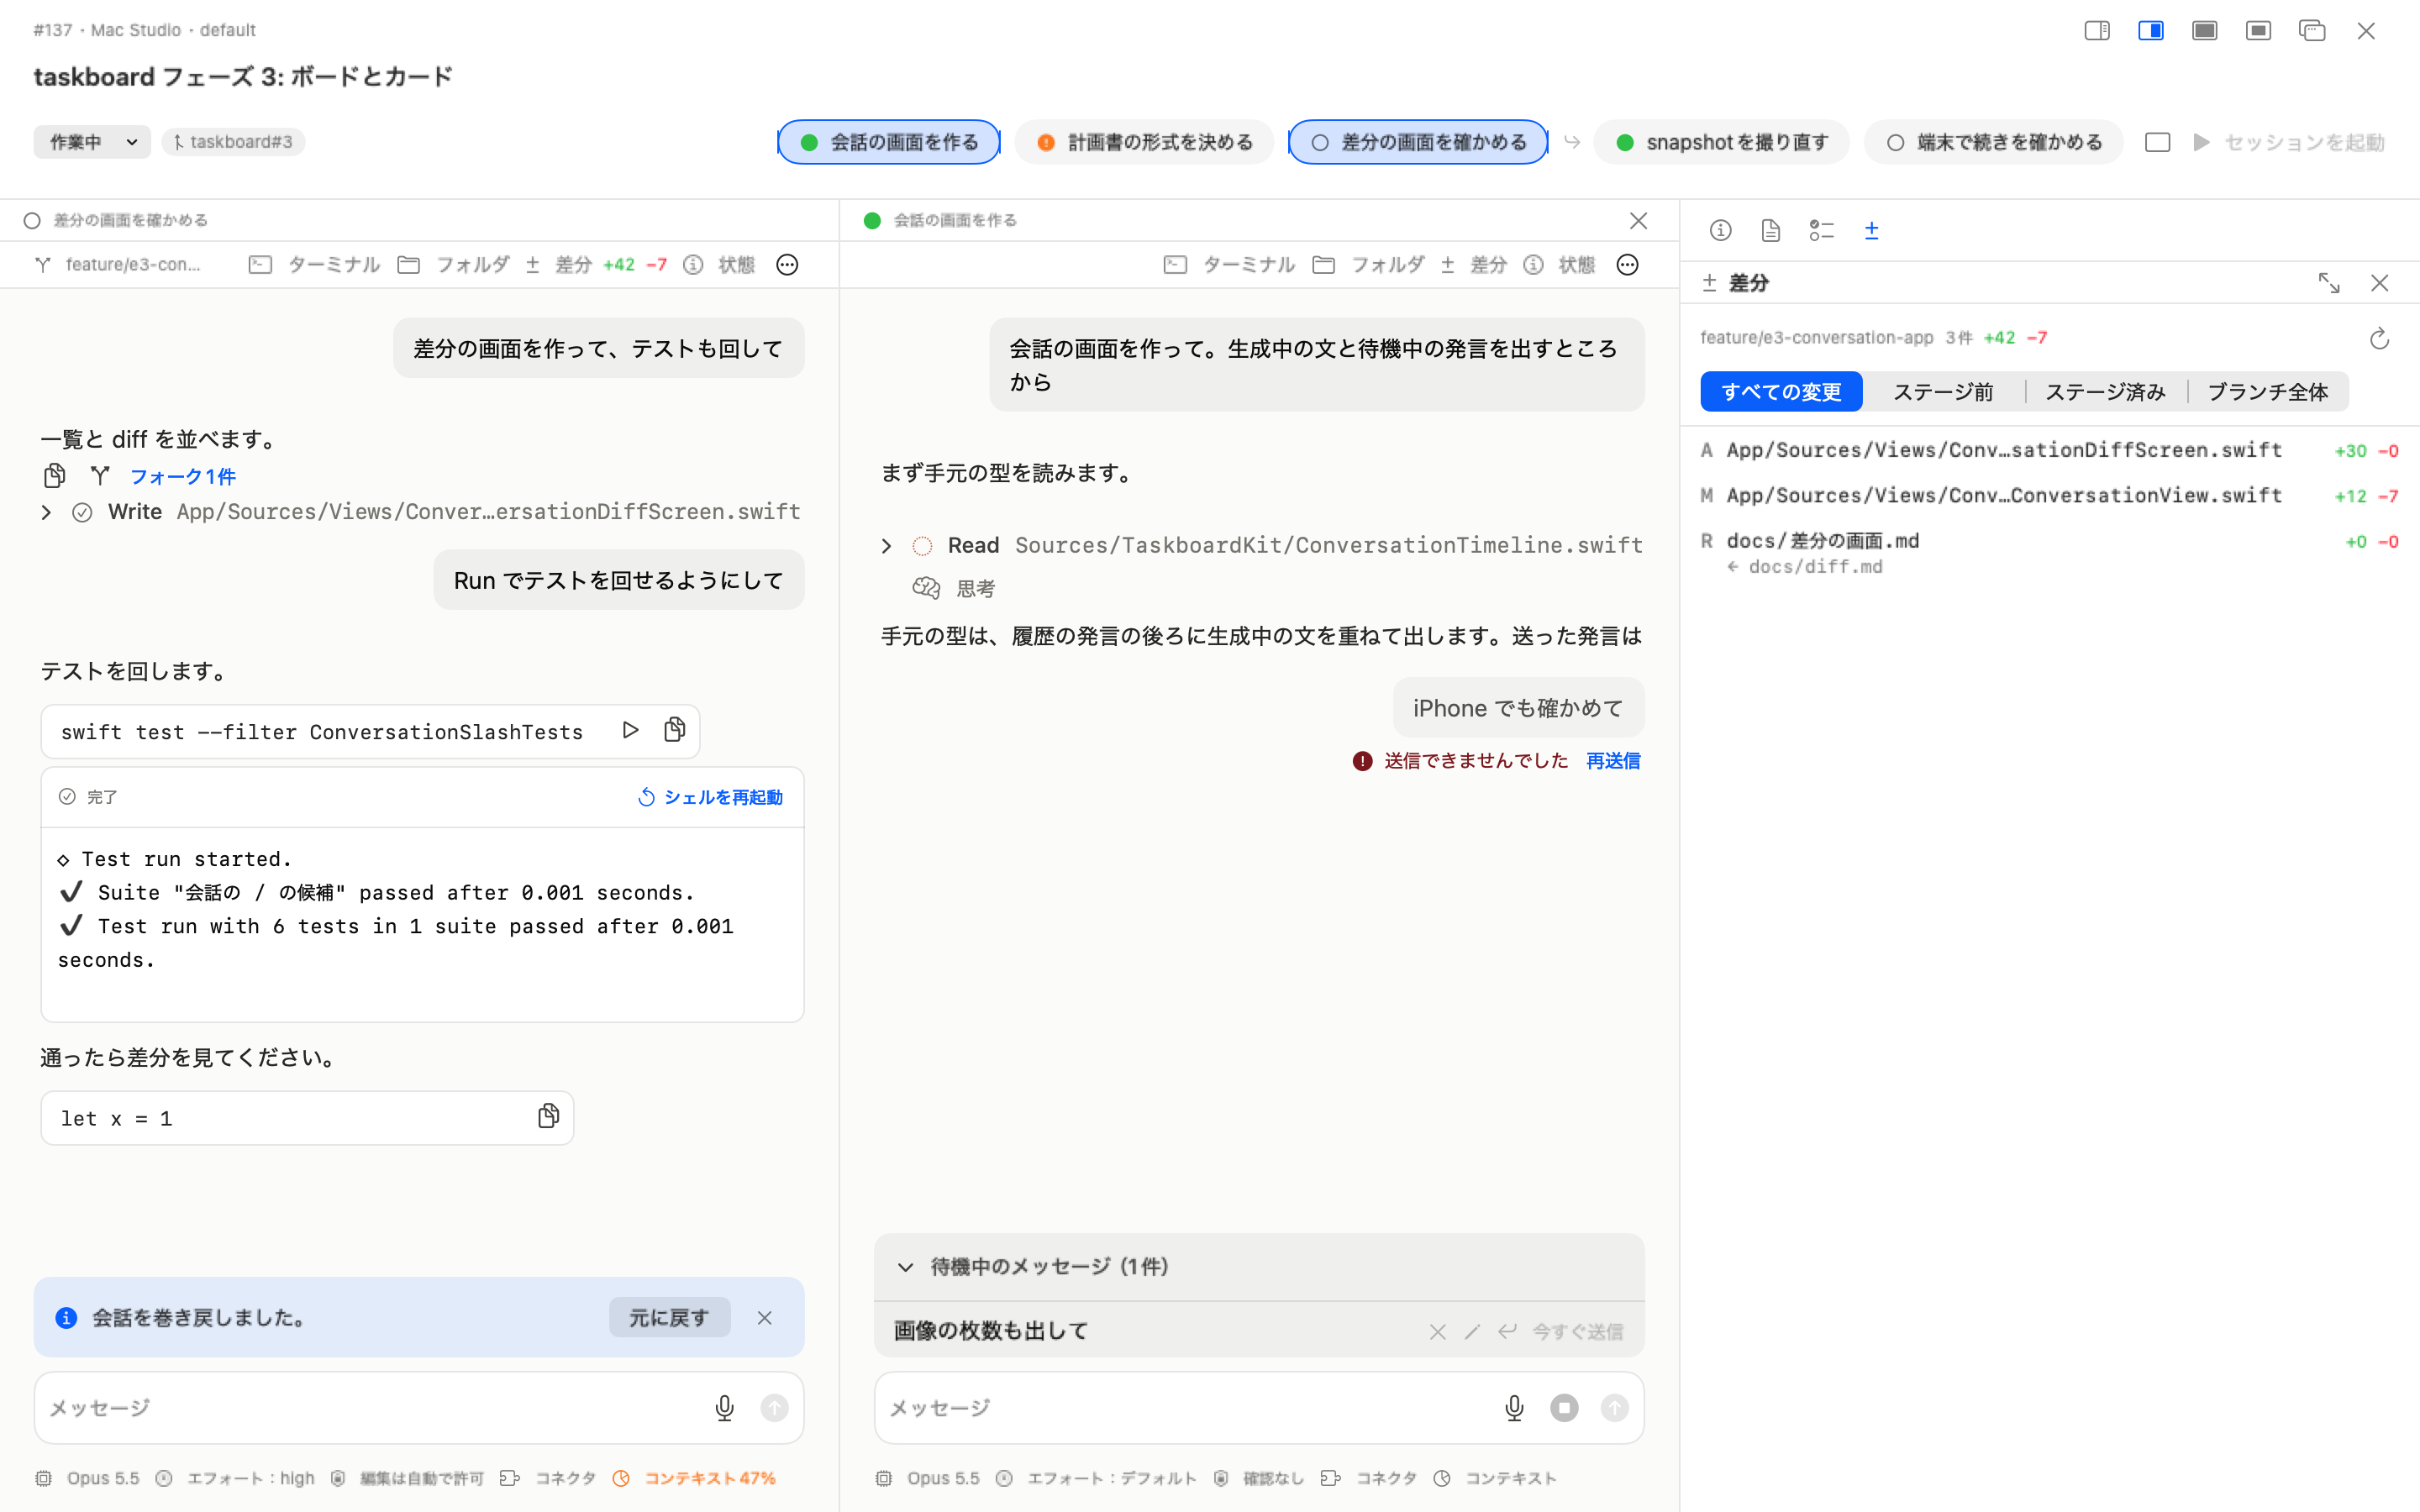 #137・Mac Studio・default
taskboard フェーズ 3: ボードとカード
作業中
taskboard#3
会話の画面を作る
計画書の形式を決める
差分の画面を確かめる
snapshotを撮り直す
端末で続きを確かめる
セッションを起動
差分の画面を確かめる
feature/e3-con…
ターミナル
フォルダ
差分 +42 −7
状態
差分の画面を作って、テストも回して
一覧と diff を並べます。
フォーク1件
Write App/Sources/Views/Conver…ersationDiffScreen.swift
Run でテストを回せるようにして
テストを回します。
swift test --filter ConversationSlashTests
完了
シェルを再起動
◇ Test run started.
✔ Suite "会話の / の候補" passed after 0.001 seconds.
✔ Test run with 6 tests in 1 suite passed after 0.001
seconds.
通ったら差分を見てください。
let x = 1
会話を巻き戻しました。
元に戻す
メッセージ
Opus 5.5
エフォート：high
編集は自動で許可
コネクタ
コンテキスト47%
会話の画面を作る
ターミナル
フォルダ
差分
状態
会話の画面を作って。生成中の文と待機中の発言を出すところ
から
まず手元の型を読みます。
Read Sources/TaskboardKit/ConversationTimeline.swift
思考
手元の型は、履歴の発言の後ろに生成中の文を重ねて出します。送った発言は
iPhone でも確かめて
送信できませんでした 再送信
待機中のメッセージ（1件）
画像の枚数も出して
今すぐ送信
メッセージ
Opus 5.5
エフォート：デフォルト
確認なし
コネクタ
コンテキスト
± 差分
feature/e3-conversation-app 3件 +42 −7
すべての変更
ステージ前
ステージ済み
ブランチ全体
A App/Sources/Views/Conv…sationDiffScreen.swift +30 −0
M App/Sources/Views/Conv…ConversationView.swift +12 −7
R docs/差分の画面.md +0 −0
← docs/diff.md